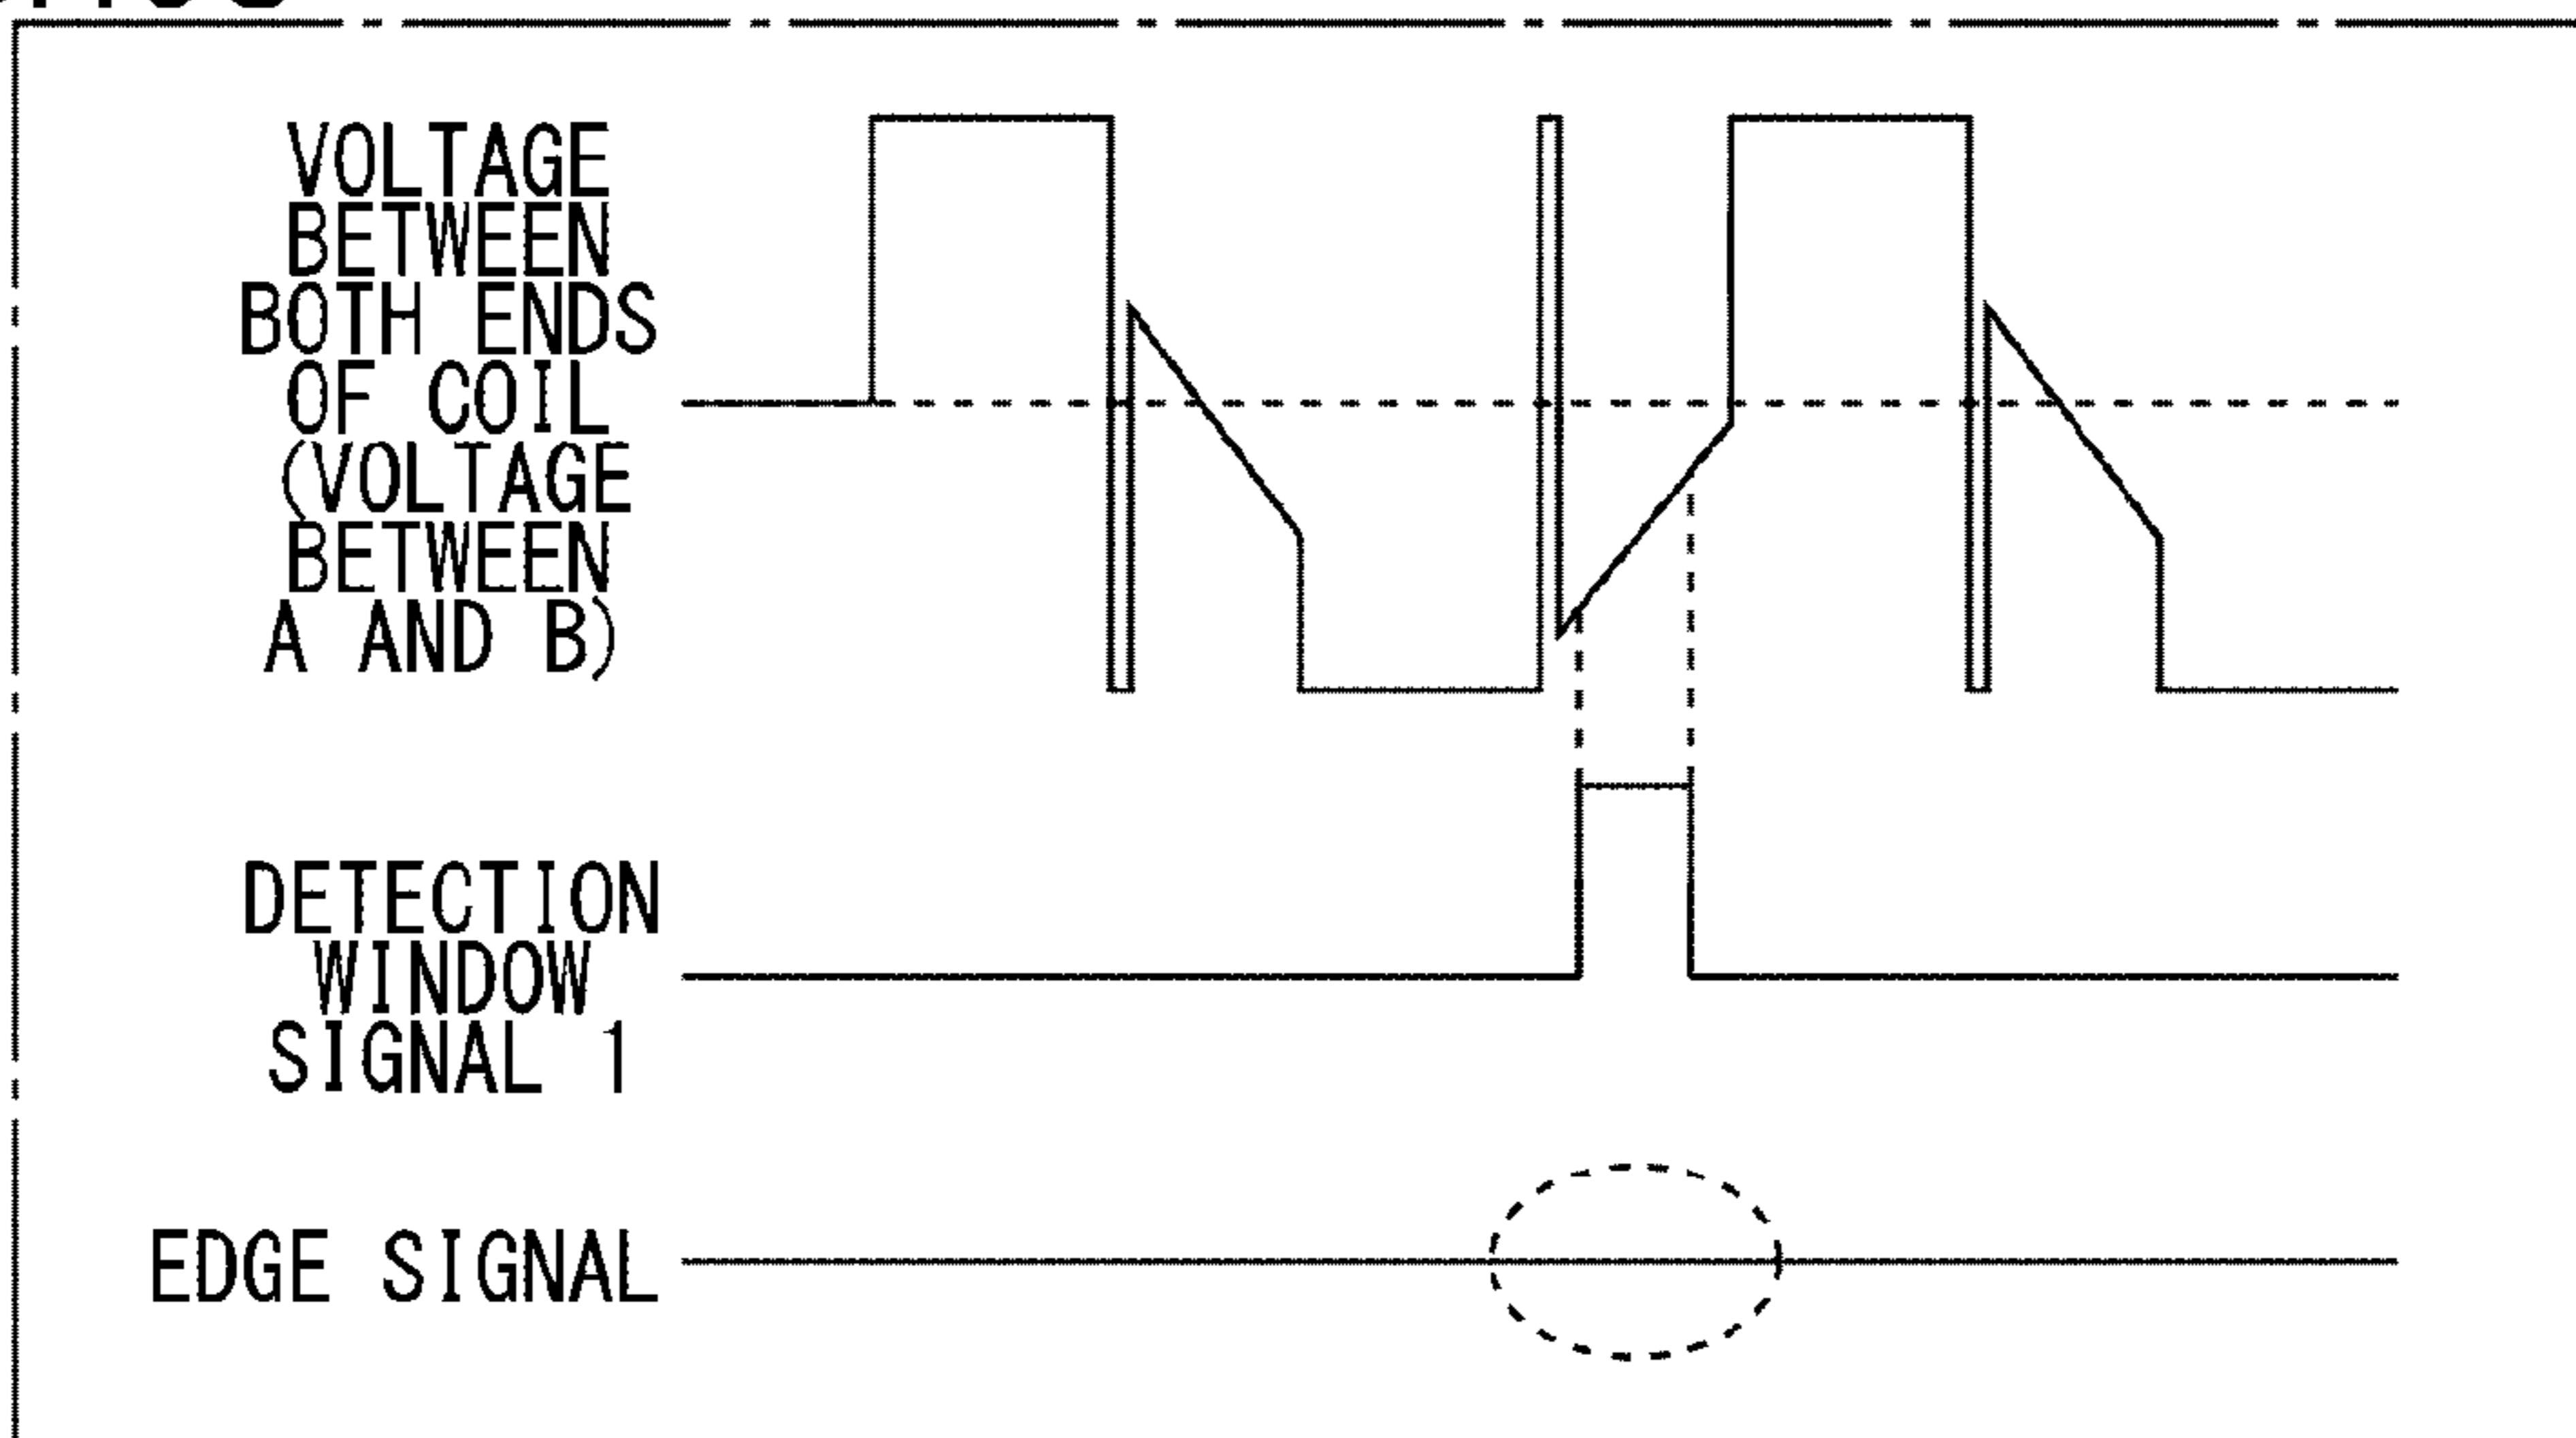 VOLTAGE
BETWEEN
BOTH ENDS
OF COIL
(VOLTAGE
BETWEEN
A AND B)
DETECTION
WINDOW
SIGNAL 1
EDGE SIGNAL